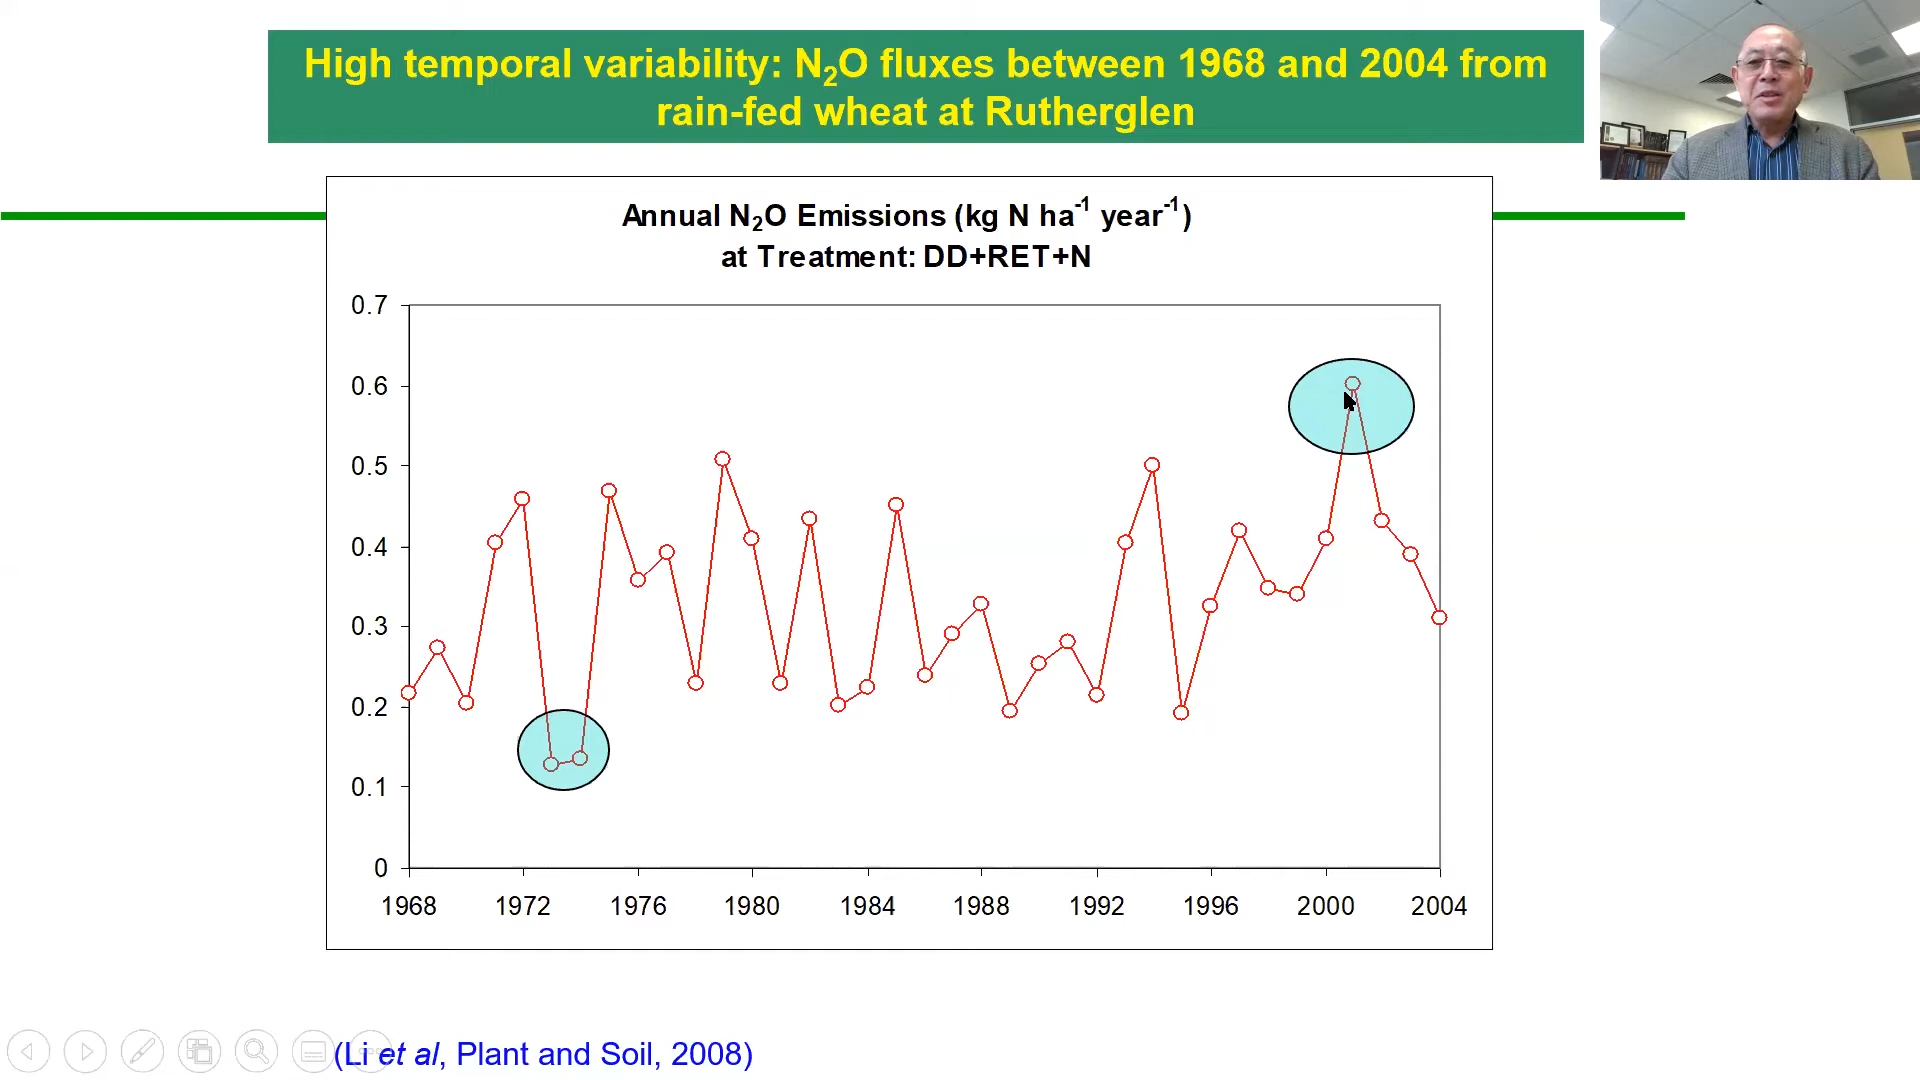 High temporal variability: N₂O fluxes between 1968 and 2004 from
rain-fed wheat at Rutherglen
Annual N₂O Emissions (kg N ha⁻¹ year⁻¹)
at Treatment: DD+RET+N
0.7
0.6
0.5
0.4
0.3
0.2
0.1
0
1968 1972 1976 1980 1984 1988 1992 1996 2000 2004
(Li et al, Plant and Soil, 2008)